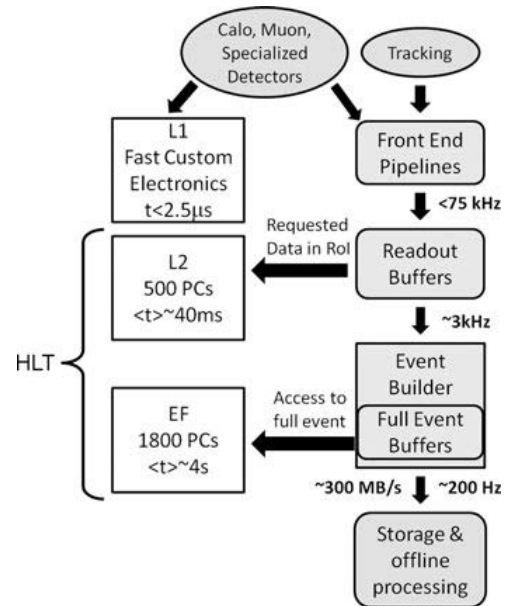 Calo, Muon,
Specialized
Detectors
Tracking
L1
Fast Custom
Electronics
t<2.5μs
Front End
Pipelines
<75 kHz
HLT
L2
500 PCs
<t>~40ms
Requested
Data in RoI
Readout
Buffers
~3kHz
EF
1800 PCs
<t>~4s
Access to
full event
Event
Builder
Full Event
Buffers
~300 MB/s
~200 Hz
Storage &
offline
processing